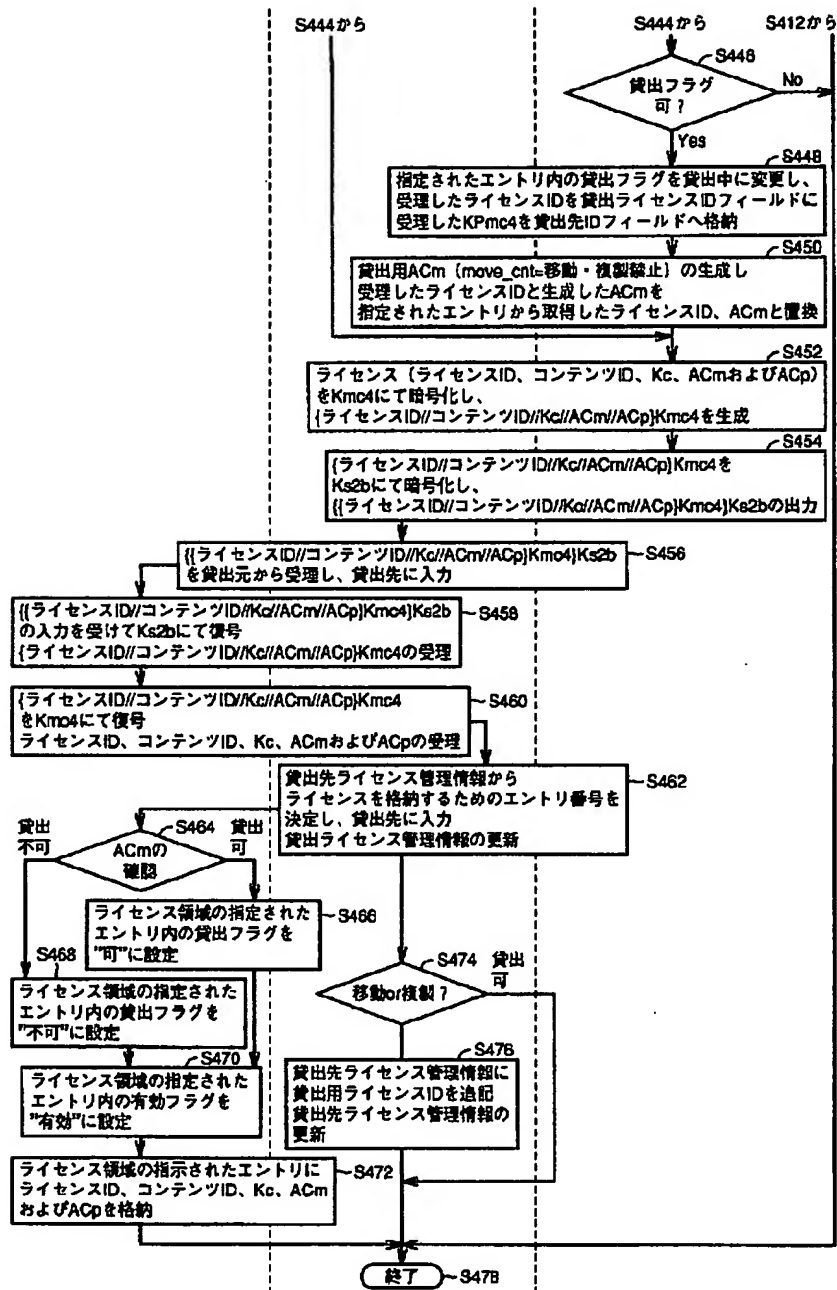 S444から
S444から
S412から
S446
貸出フラグ
可？
No
Yes
S448
指定されたエントリ内の貸出フラグを貸出中に変更し、
受理したライセンスIDを貸出ライセンスIDフィールドに
受理したKPmc4を貸出先IDフィールドへ格納
S450
貸出用ACm｛move_cnt=移動・複製禁止｝の生成し
受理したライセンスIDと生成したACmを
指定されたエントリから取得したライセンスID、ACmと置換
S452
ライセンス（ライセンスID、コンテンツID、Kc、ACmおよびACp）
をKmc4にて暗号化し、
{ライセンスID//コンテンツID//Kc//ACm//ACp}Kmc4を生成
S454
{ライセンスID//コンテンツID//Kc//ACm//ACp}Kmc4を
Ks2bにて暗号化し、
{{ライセンスID//コンテンツID//Kc//ACm//ACp}Kmc4}Ks2bの出力
{{ライセンスID//コンテンツID//Kc//ACm//ACp}Kmc4}Ks2b
を貸出元から受理し、貸出先に入力
S456
{{ライセンスID//コンテンツID//Kc//ACm//ACp}Kmc4}Ks2b
の入力を受けてKs2bにて復号
{ライセンスID//コンテンツID//Kc//ACm//ACp}Kmc4の受理
S458
{ライセンスID//コンテンツID//Kc//ACm//ACp}Kmc4
をKmc4にて復号
ライセンスID、コンテンツID、Kc、ACmおよびACpの受理
S460
貸出先ライセンス管理情報から
ライセンスを格納するためのエントリ番号を
決定し、貸出先に入力
貸出ライセンス管理情報の更新
S462
貸出
不可
S464
貸出
可
ACmの
確認
ライセンス領域の指定された
エントリ内の貸出フラグを
"可"に設定
S466
S468
ライセンス領域の指定された
エントリ内の貸出フラグを
"不可"に設定
S474
貸出
可
移動or複製？
S470
ライセンス領域の指定された
エントリ内の有効フラグを
"有効"に設定
S476
貸出先ライセンス管理情報に
貸出用ライセンスIDを追記
貸出先ライセンス管理情報の
更新
ライセンス領域の指示されたエントリに
ライセンスID、コンテンツID、Kc、ACm
およびACpを格納
S472
終了
S478